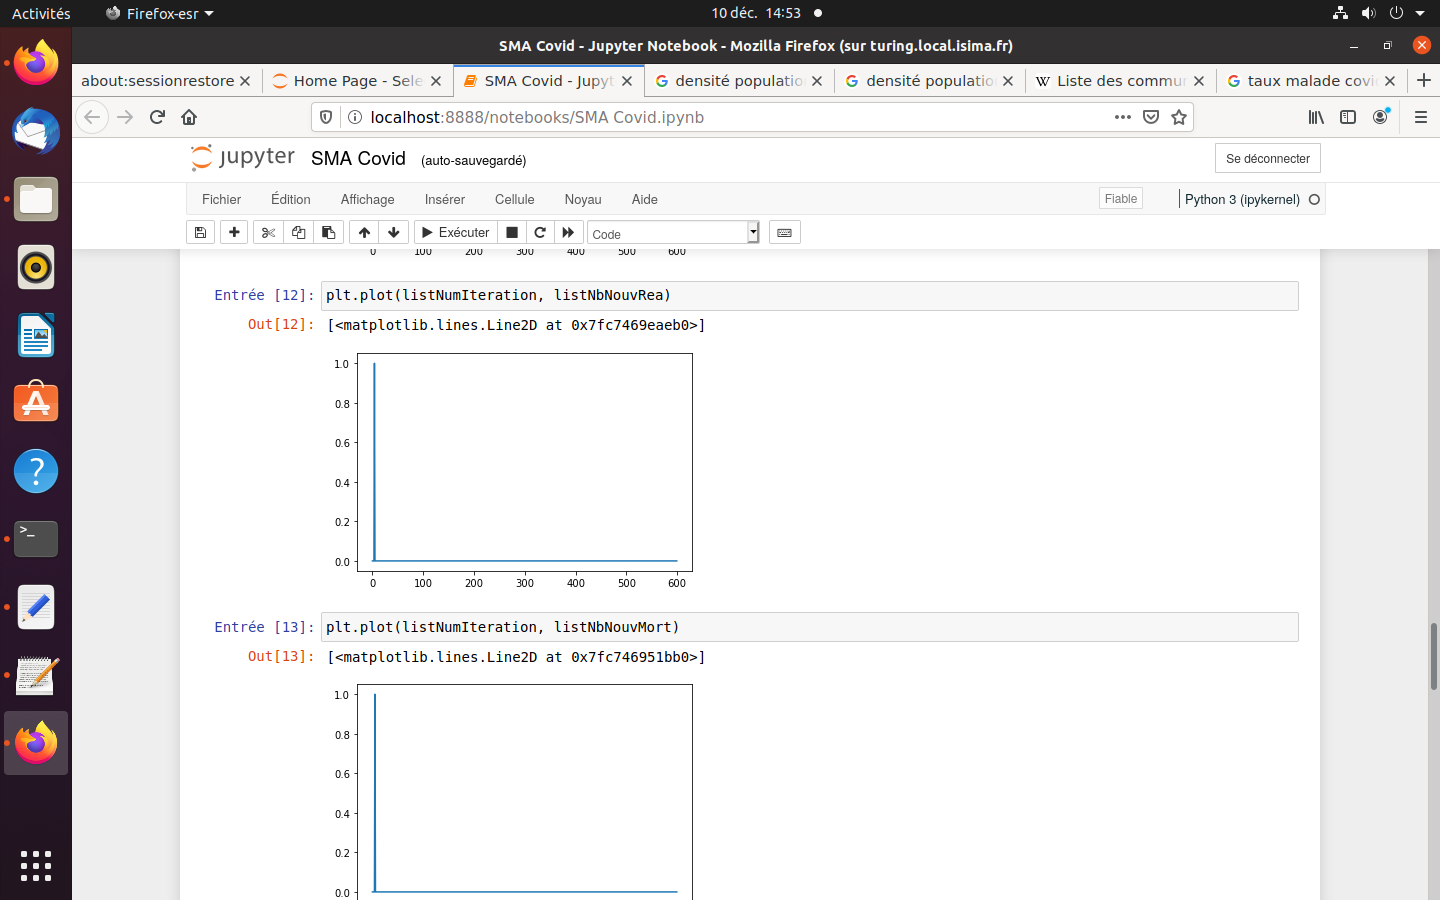 Activités
Firefox-esr
10 déc. 14:53
SMA Covid - Jupyter Notebook - Mozilla Firefox (sur turing.local.isima.fr)
about:sessionrestore
Home Page - Sele
SMA Covid - Jupyt
densité populatio
densité populatio
Liste des commun
taux malade covi
localhost:8888/notebooks/SMA Covid.ipynb
jupyter
SMA Covid
(auto-sauvegardé)
Se déconnecter
Fichier
Édition
Affichage
Insérer
Cellule
Noyau
Aide
Fiable
Python 3 (ipykernel)
Exécuter
Code
0 100 200 300 400 500 600
Entrée [12]: plt.plot(listNumIteration, listNbNouvRea)
Out[12]: [<matplotlib.lines.Line2D at 0x7fc7469eaeb0>]
1.0
0.8
0.6
0.4
0.2
0.0
0 100 200 300 400 500 600
Entrée [13]: plt.plot(listNumIteration, listNbNouvMort)
Out[13]: [<matplotlib.lines.Line2D at 0x7fc746951bb0>]
1.0
0.8
0.6
0.4
0.2
0.0